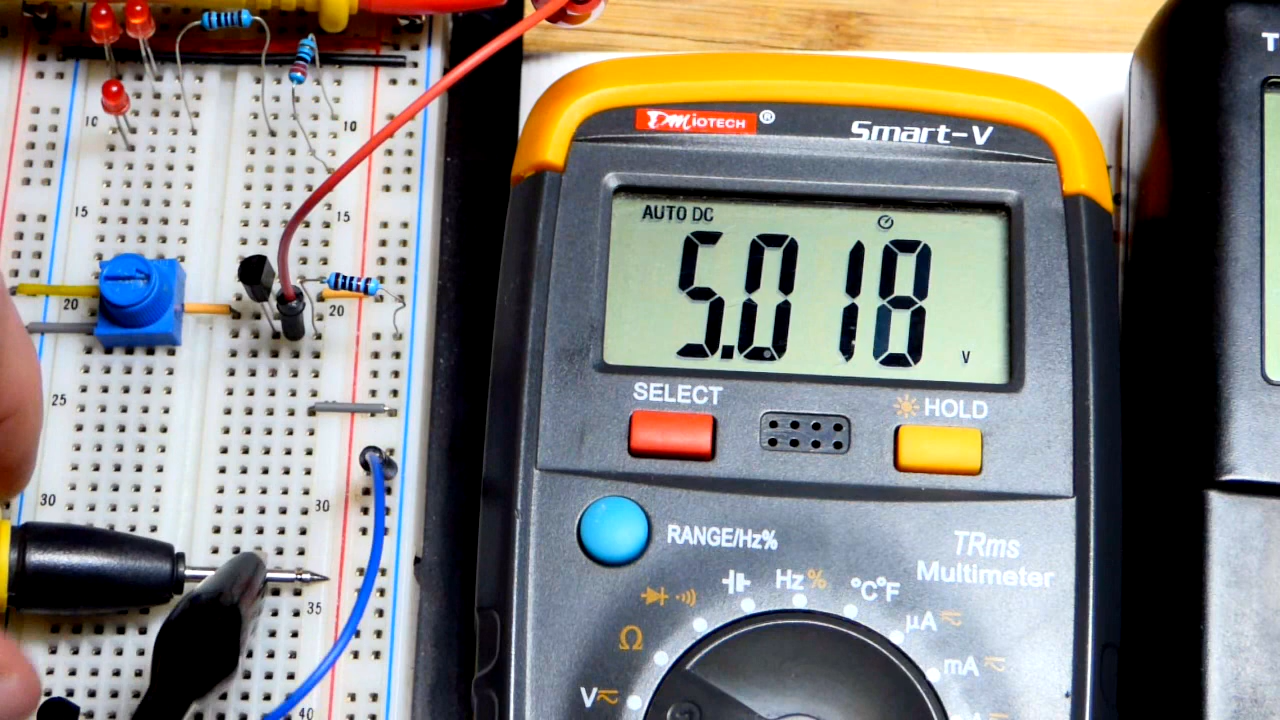 T
DmiOTECH ®
Smart-V
AUTO DC
5.018
V
SELECT
HOLD
RANGE/Hz%
TRms
Multimeter
Hz %
°C°F
µA
Ω
mA
V
10
10
15
15
20
20
25
30
30
35
40